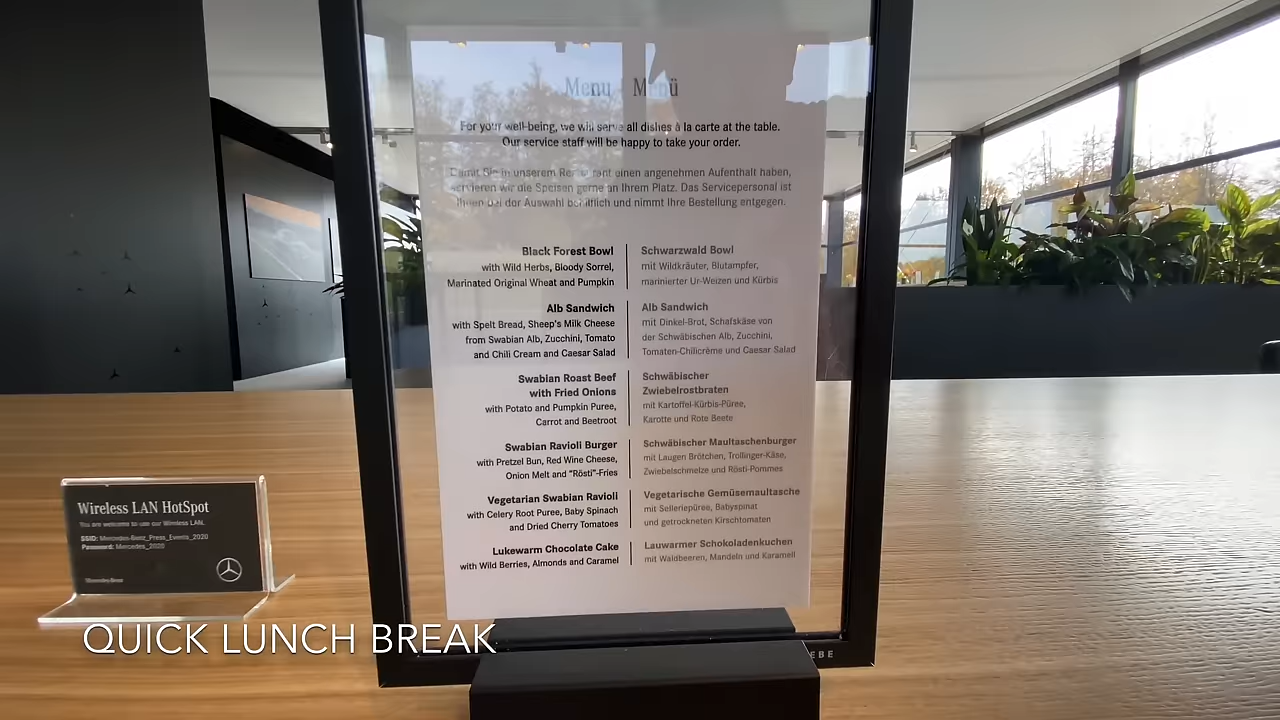 Menu Menü
For your well-being, we will serve all dishes à la carte at the table.
Our service staff will be happy to take your order.
Damit Sie in unserem Restaurant einen angenehmen Aufenthalt haben,
servieren wir die Speisen gerne an Ihrem Platz. Das Servicepersonal ist
Ihnen bei der Auswahl behilflich und nimmt Ihre Bestellung entgegen.
Black Forest Bowl
with Wild Herbs, Bloody Sorrel,
Marinated Original Wheat and Pumpkin
Schwarzwald Bowl
mit Wildkräuter, Blutampfer,
marinierter Ur-Weizen und Kürbis
Alb Sandwich
with Spelt Bread, Sheep's Milk Cheese
from Swabian Alb, Zucchini, Tomato
and Chili Cream and Caesar Salad
Alb Sandwich
mit Dinkel-Brot, Schafskäse von
der Schwäbischen Alb, Zucchini,
Tomaten-Chilicrème und Caesar Salad
Swabian Roast Beef
with Fried Onions
with Potato and Pumpkin Puree,
Carrot and Beetroot
Schwäbischer
Zwiebelrostbraten
mit Kartoffel-Kürbis-Püree,
Karotte und Rote Beete
Swabian Ravioli Burger
with Pretzel Bun, Red Wine Cheese,
Onion Melt and "Rösti"-Fries
Schwäbischer Maultaschenburger
mit Laugen Brötchen, Trollinger-Käse,
Zwiebelschmelze und Rösti-Pommes
Vegetarian Swabian Ravioli
with Celery Root Puree, Baby Spinach
and Dried Cherry Tomatoes
Vegetarische Gemüsemaultasche
mit Selleriepüree, Babyspinat
und getrockneten Kirschtomaten
Lukewarm Chocolate Cake
with Wild Berries, Almonds and Caramel
Lauwarmer Schokoladenkuchen
mit Waldbeeren, Mandeln und Karamell
Wireless LAN HotSpot
You are welcome to use our Wireless LAN.
SSID: Mercedes-Benz_Press_Events_2020
Password: Mercedes_2020
Mercedes-Benz
QUICK LUNCH BREAK
EBE